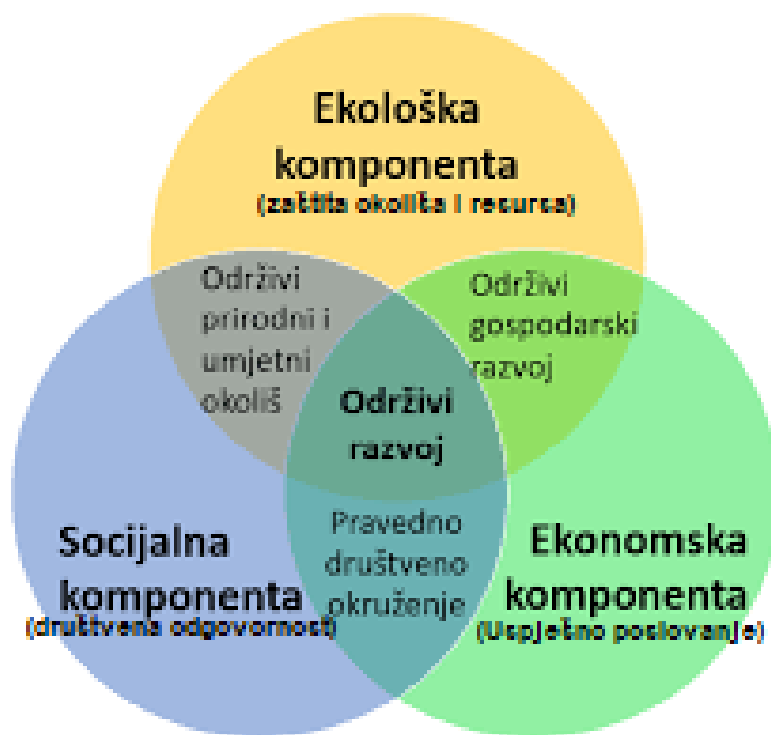 Ekološka
komponenta
(zaštita okoliša i resursa)
Održivi
prirodni i
umjetni
okoliš
Održivi
gospodarski
razvoj
Održivi
razvoj
Socijalna
komponenta
(društvena odgovornost)
Pravedno
društveno
okruženje
Ekonomska
komponenta
(Uspješno poslovanje)